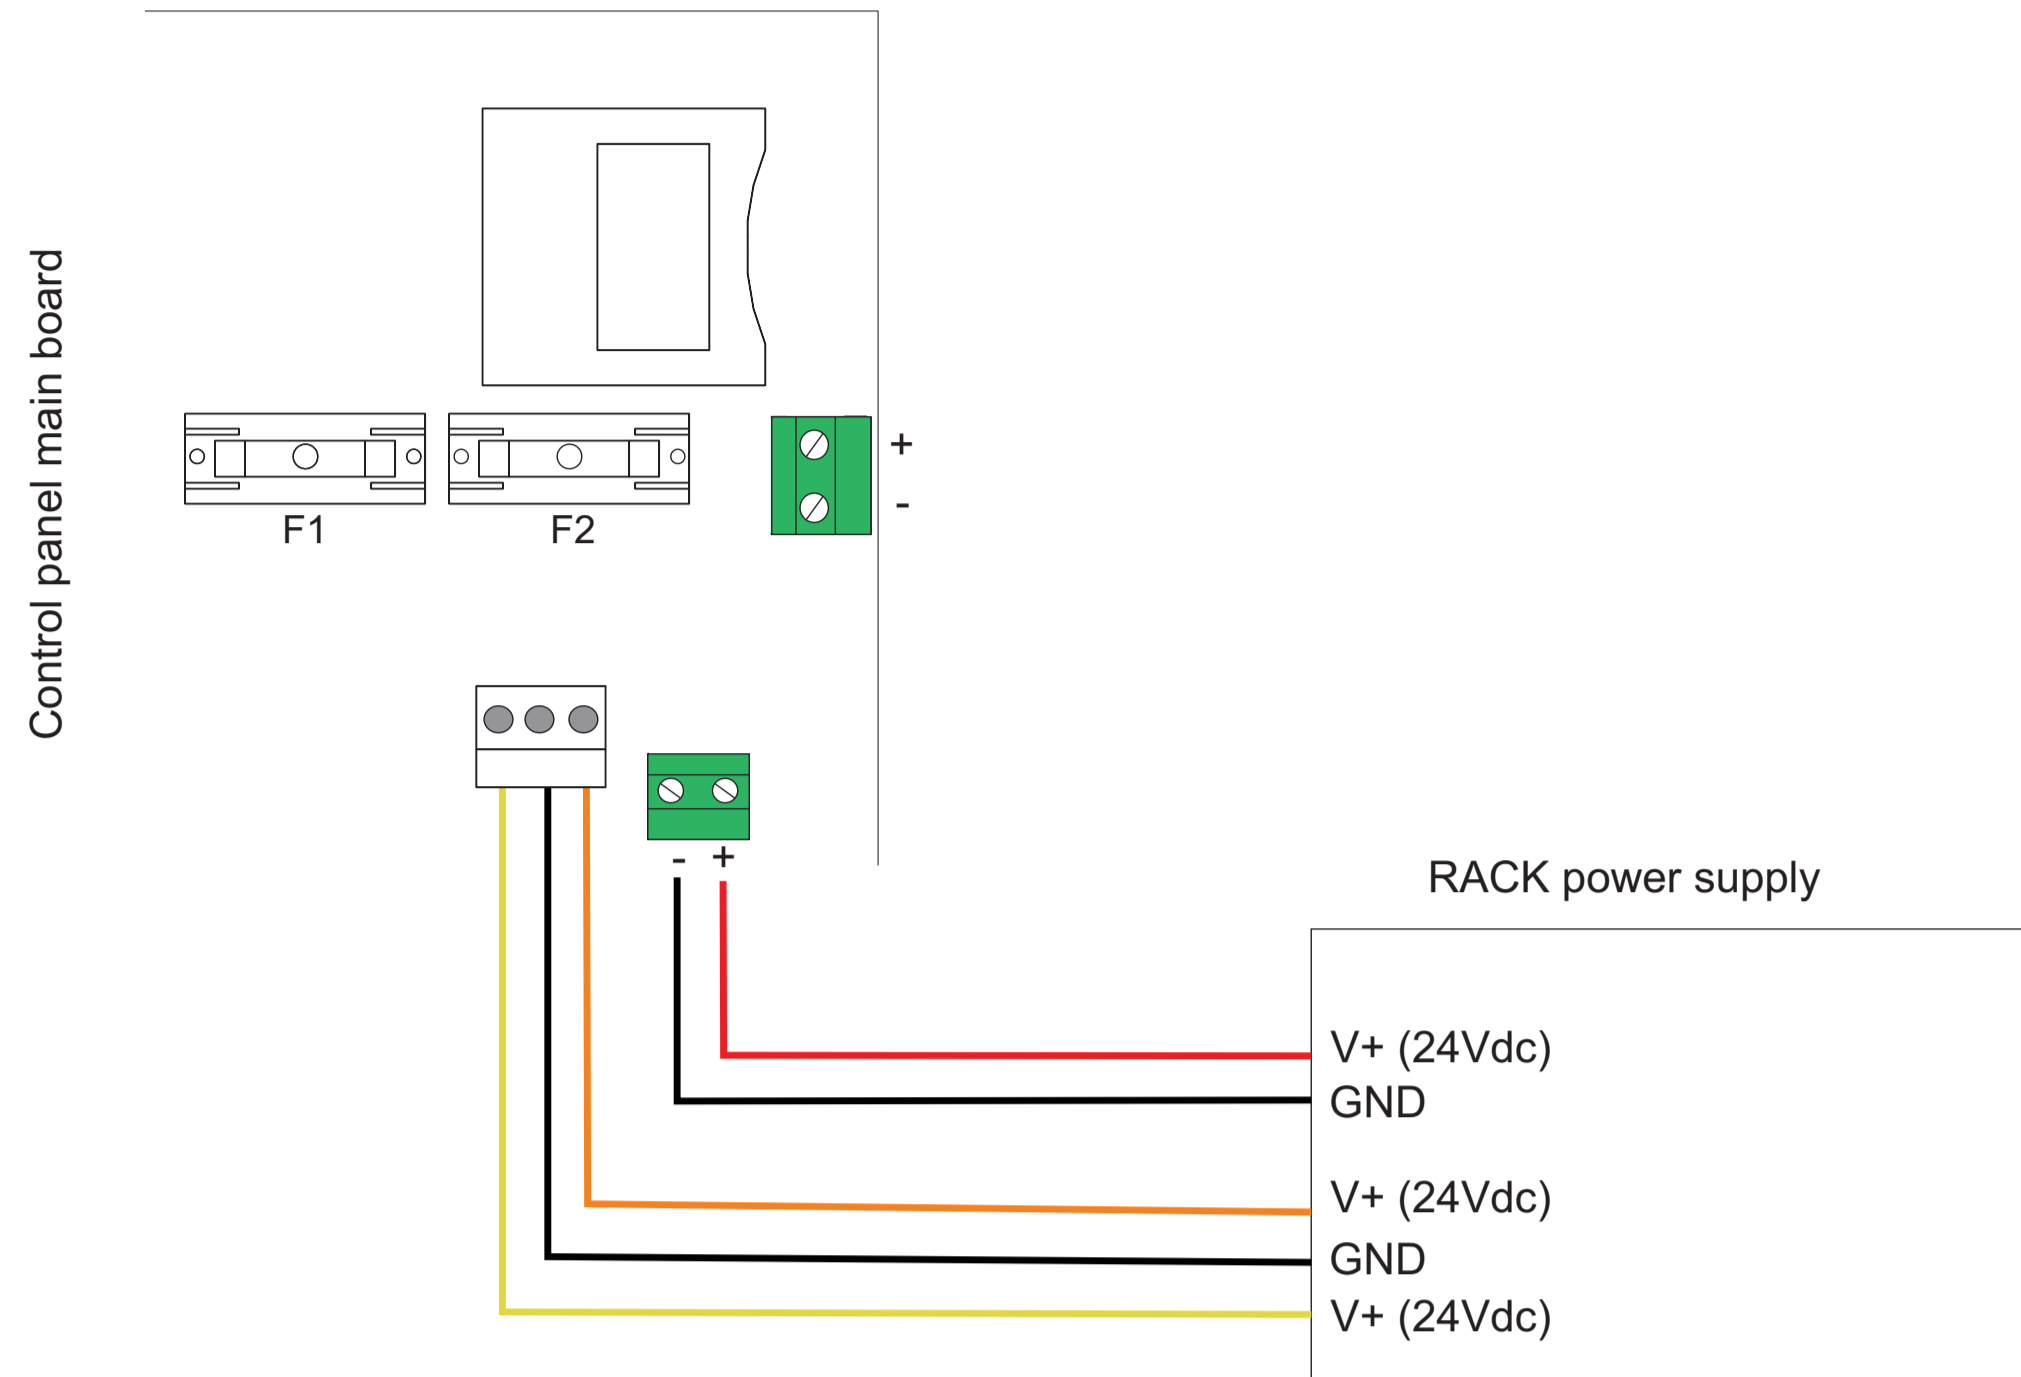 Control panel main board
F1
F2
+
-
- +
RACK power supply
V+ (24Vdc)
GND
V+ (24Vdc)
GND
V+ (24Vdc)